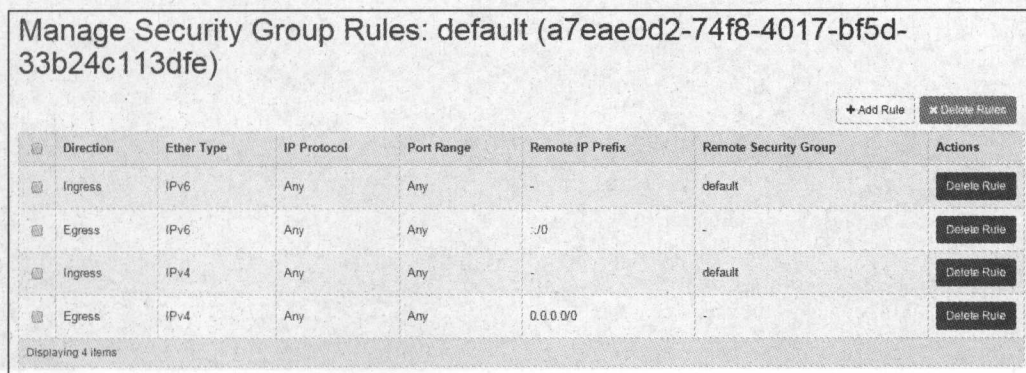 Manage Security Group Rules: default (a7eae0d2-74f8-4017-bf5d-
33b24c113dfe)
+ Add Rule × Delete Rules
Direction Ether Type IP Protocol Port Range Remote IP Prefix Remote Security Group Actions
Ingress IPv6 Any Any - default Delete Rule
Egress IPv6 Any Any ::/0 - Delete Rule
Ingress IPv4 Any Any - default Delete Rule
Egress IPv4 Any Any 0.0.0.0/0 - Delete Rule
Displaying 4 items